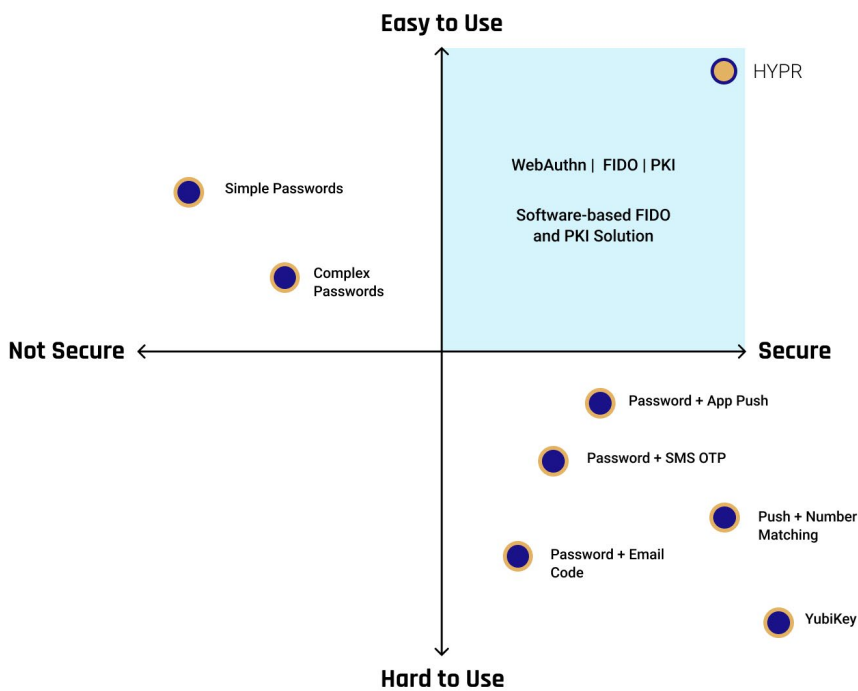 Easy to Use
HYPR
WebAuthn | FIDO | PKI
Simple Passwords
Software-based FIDO
and PKI Solution
Complex
Passwords
Not Secure
Secure
Password + App Push
Password + SMS OTP
Push + Number
Matching
Password + Email
Code
YubiKey
Hard to Use